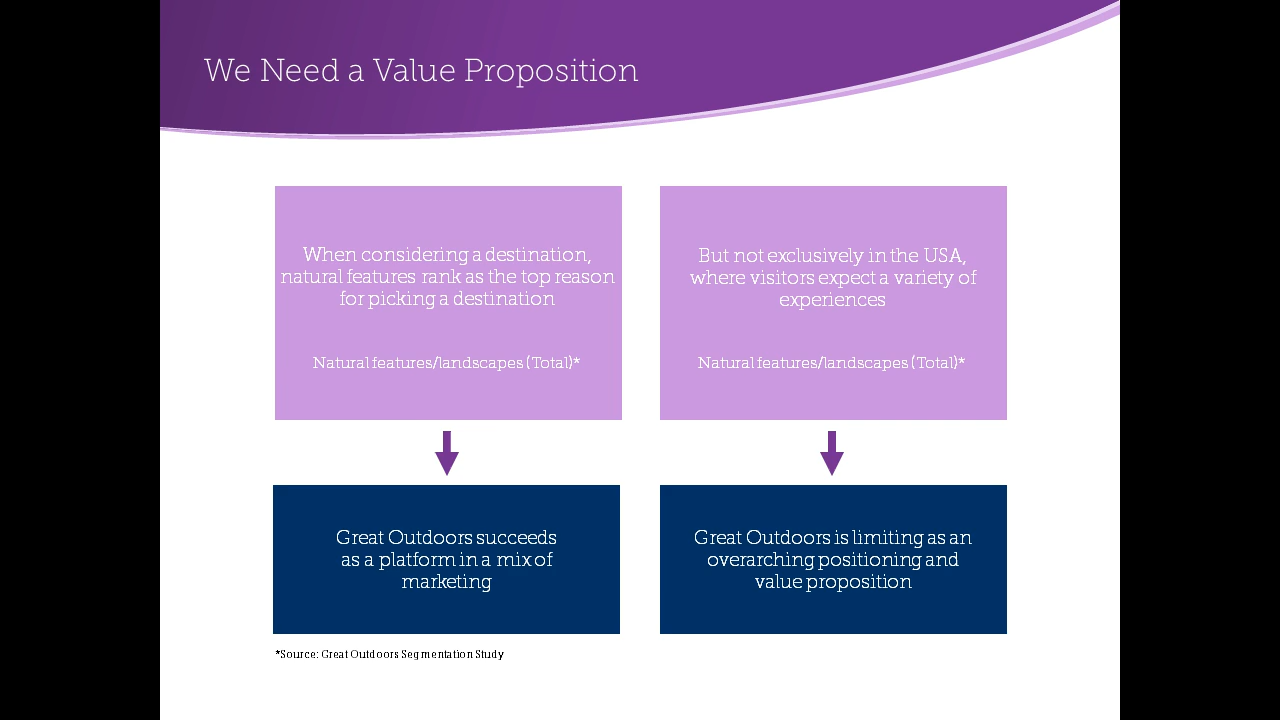 We Need a Value Proposition
When considering a destination,
natural features rank as the top reason
for picking a destination
Natural features/landscapes (Total)*
But not exclusively in the USA,
where visitors expect a variety of
experiences
Natural features/landscapes (Total)*
Great Outdoors succeeds
as a platform in a mix of
marketing
Great Outdoors is limiting as an
overarching positioning and
value proposition
*Source: Great Outdoors Segmentation Study